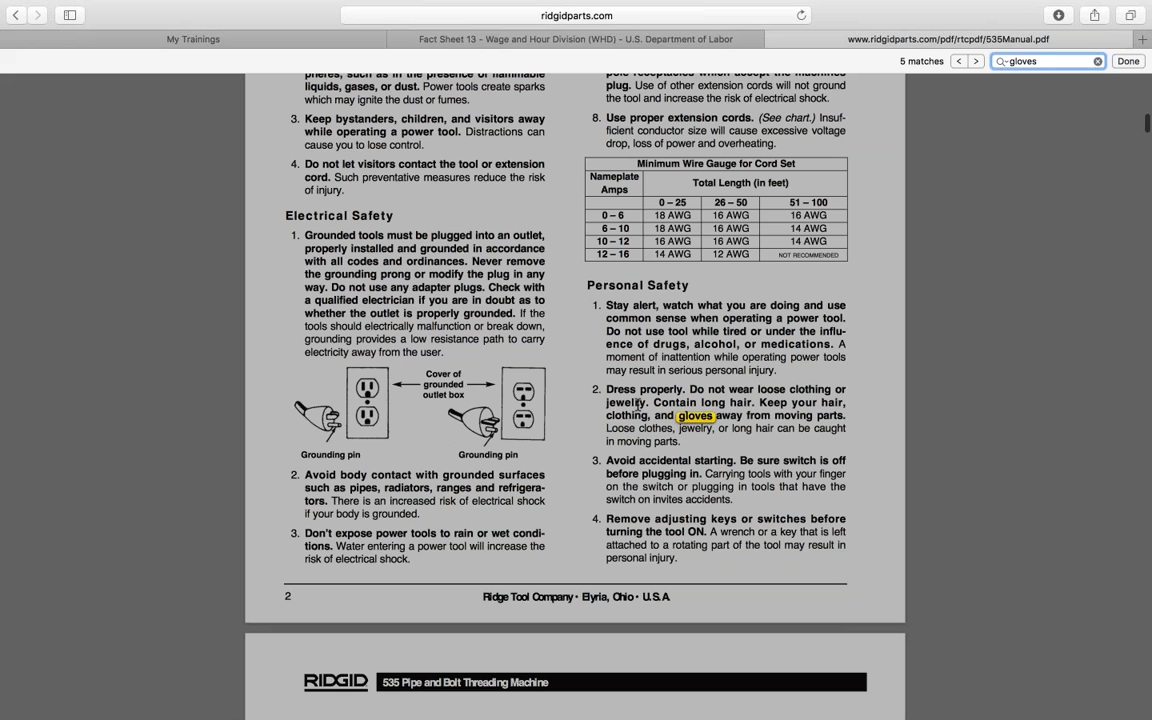 ridgidparts.com
My Trainings
Fact Sheet 13 - Wage and Hour Division (WHD) - U.S. Department of Labor
www.ridgidparts.com/pdf/rtcpdf/535Manual.pdf
5 matches
gloves
Done
pheres, such as in the presence of flammable
liquids, gases, or dust. Power tools create sparks
which may ignite the dust or fumes.
3. Keep bystanders, children, and visitors away
while operating a power tool. Distractions can
cause you to lose control.
4. Do not let visitors contact the tool or extension
cord. Such preventative measures reduce the risk
of injury.
Electrical Safety
1. Grounded tools must be plugged into an outlet,
properly installed and grounded in accordance
with all codes and ordinances. Never remove
the grounding prong or modify the plug in any
way. Do not use any adapter plugs. Check with
a qualified electrician if you are in doubt as to
whether the outlet is properly grounded. If the
tools should electrically malfunction or break down,
grounding provides a low resistance path to carry
electricity away from the user.
Cover of
grounded
outlet box
Grounding pin
Grounding pin
2. Avoid body contact with grounded surfaces
such as pipes, radiators, ranges and refrigera-
tors. There is an increased risk of electrical shock
if your body is grounded.
3. Don't expose power tools to rain or wet condi-
tions. Water entering a power tool will increase the
risk of electrical shock.
pole receptacles which accept the machines
plug. Use of other extension cords will not ground
the tool and increase the risk of electrical shock.
8. Use proper extension cords. (See chart.) Insuf-
ficient conductor size will cause excessive voltage
drop, loss of power and overheating.
Minimum Wire Gauge for Cord Set
Nameplate
Amps
Total Length (in feet)
0 – 25 26 – 50 51 – 100
0 – 6 18 AWG 16 AWG 16 AWG
6 – 10 18 AWG 16 AWG 14 AWG
10 – 12 16 AWG 16 AWG 14 AWG
12 – 16 14 AWG 12 AWG NOT RECOMMENDED
Personal Safety
1. Stay alert, watch what you are doing and use
common sense when operating a power tool.
Do not use tool while tired or under the influ-
ence of drugs, alcohol, or medications. A
moment of inattention while operating power tools
may result in serious personal injury.
2. Dress properly. Do not wear loose clothing or
jewelry. Contain long hair. Keep your hair,
clothing, and gloves away from moving parts.
Loose clothes, jewelry, or long hair can be caught
in moving parts.
3. Avoid accidental starting. Be sure switch is off
before plugging in. Carrying tools with your finger
on the switch or plugging in tools that have the
switch on invites accidents.
4. Remove adjusting keys or switches before
turning the tool ON. A wrench or a key that is left
attached to a rotating part of the tool may result in
personal injury.
2
Ridge Tool Company • Elyria, Ohio • U.S.A.
RIDGID
535 Pipe and Bolt Threading Machine